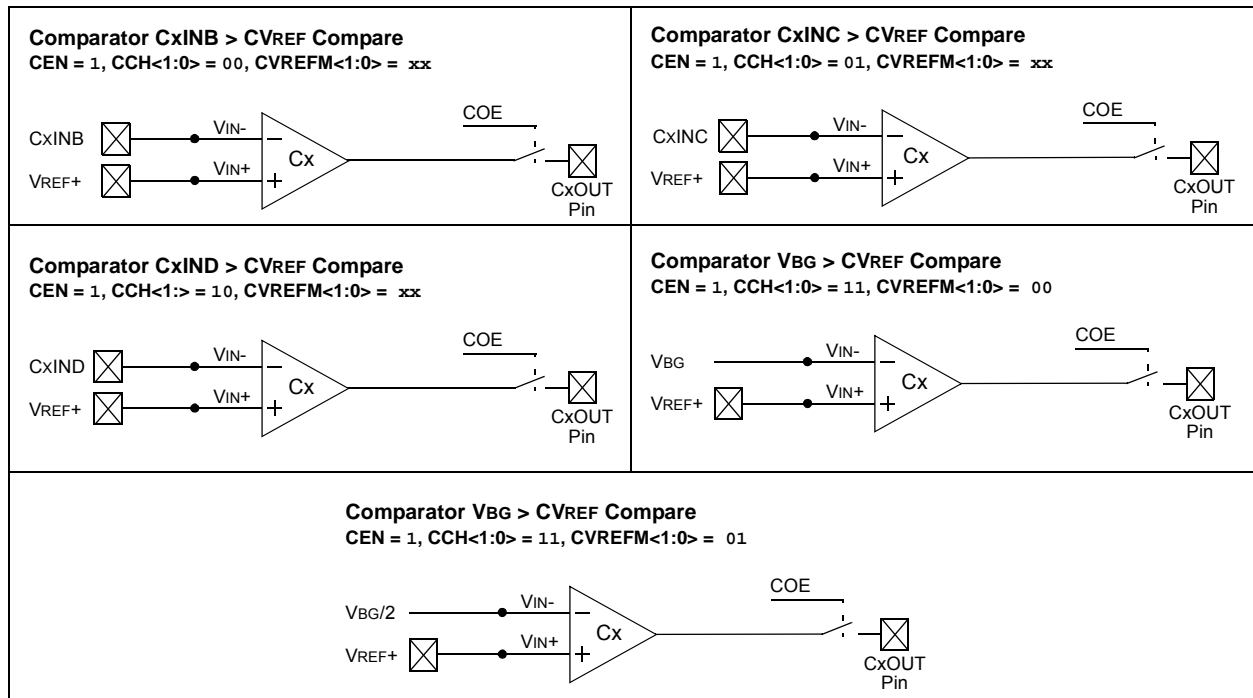 Comparator CxINB > CVREF Compare
CEN = 1, CCH<1:0> = 00, CVREFM<1:0> = xx
COE
CxINB
VIN-
–
Cx
VREF+
VIN+
+
CxOUT
Pin
Comparator CxINC > CVREF Compare
CEN = 1, CCH<1:0> = 01, CVREFM<1:0> = xx
COE
CxINC
VIN-
–
Cx
VREF+
VIN+
+
CxOUT
Pin
Comparator CxIND > CVREF Compare
CEN = 1, CCH<1:> = 10, CVREFM<1:0> = xx
COE
CxIND
VIN-
–
Cx
VREF+
VIN+
+
CxOUT
Pin
Comparator VBG > CVREF Compare
CEN = 1, CCH<1:0> = 11, CVREFM<1:0> = 00
COE
VBG
VIN-
–
Cx
VREF+
VIN+
+
CxOUT
Pin
Comparator VBG > CVREF Compare
CEN = 1, CCH<1:0> = 11, CVREFM<1:0> = 01
COE
VBG/2
VIN-
–
Cx
VREF+
VIN+
+
CxOUT
Pin